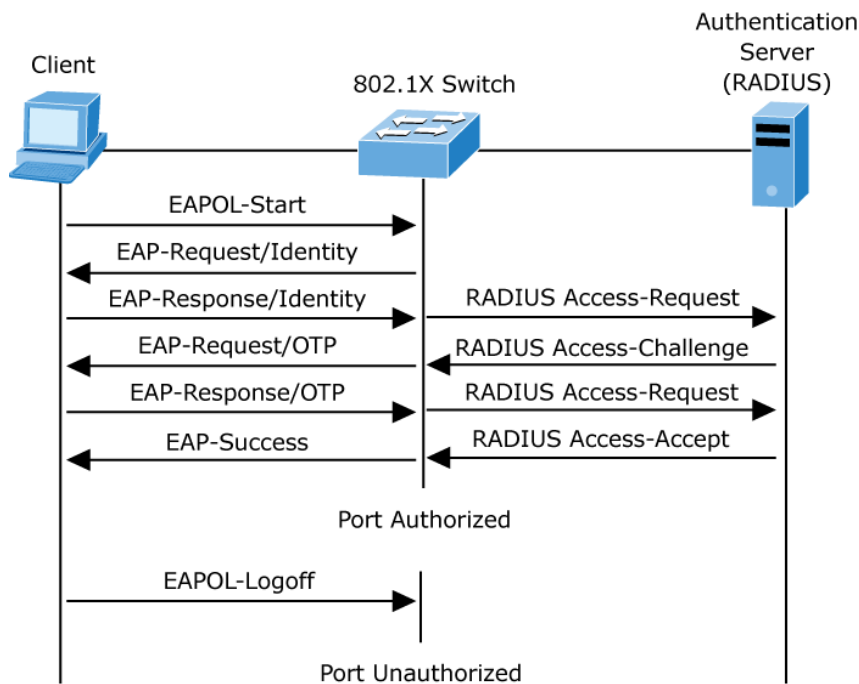 Authentication
Server
(RADIUS)
Client
802.1X Switch
EAPOL-Start
EAP-Request/Identity
EAP-Response/Identity
RADIUS Access-Request
EAP-Request/OTP
RADIUS Access-Challenge
EAP-Response/OTP
RADIUS Access-Request
EAP-Success
RADIUS Access-Accept
Port Authorized
EAPOL-Logoff
Port Unauthorized